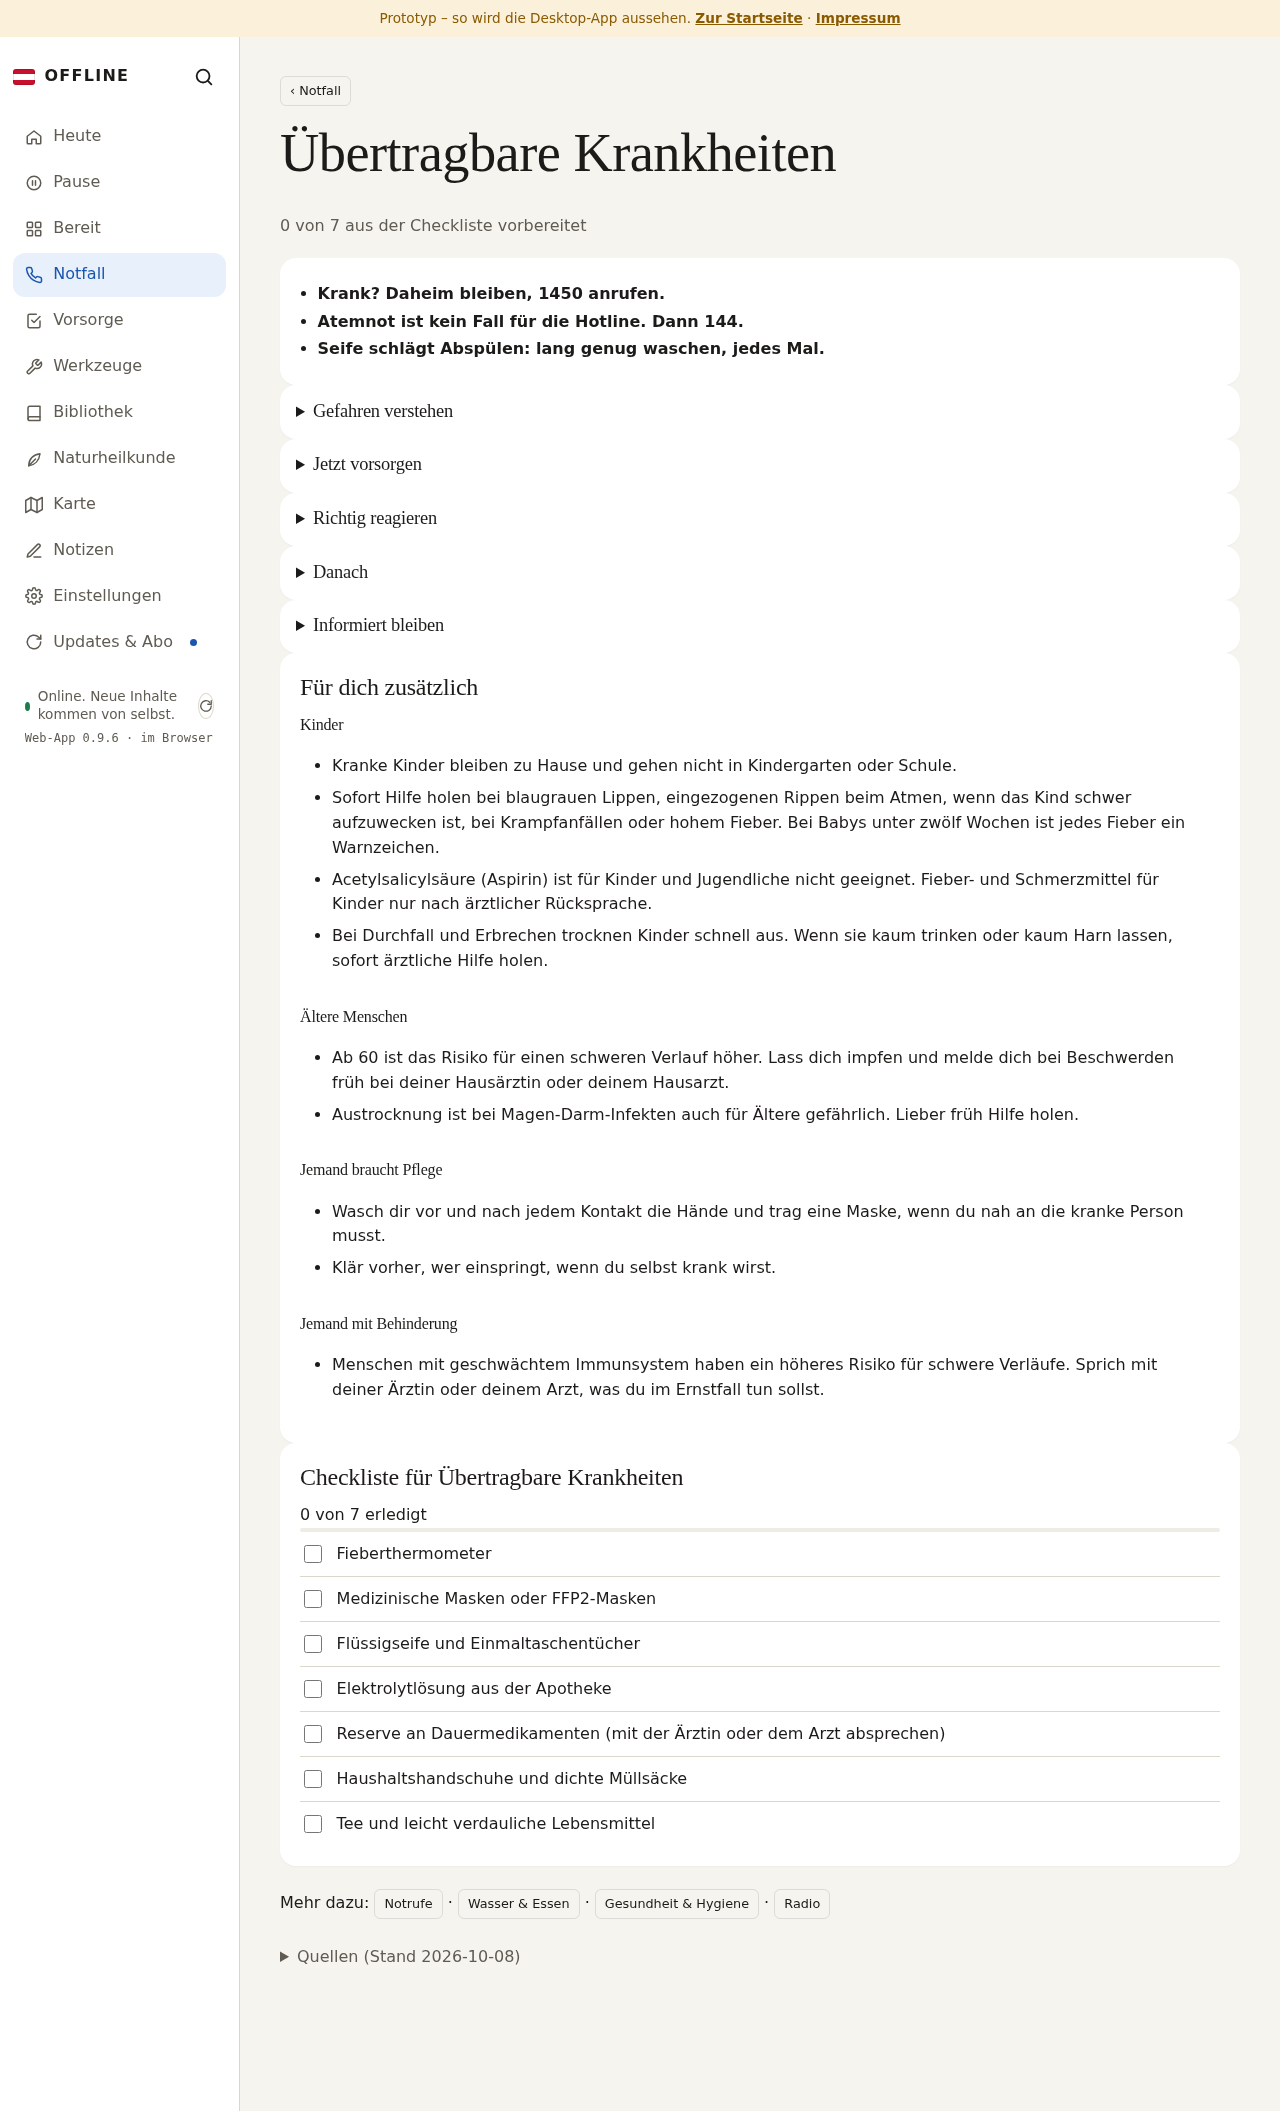 Prototyp – so wird die Desktop-App aussehen. Zur Startseite · Impressum
OFFLINE
Heute
Pause
Bereit
Notfall
Vorsorge
Werkzeuge
Bibliothek
Naturheilkunde
Karte
Notizen
Einstellungen
Updates & Abo
Online. Neue Inhalte
kommen von selbst.
Web-App 0.9.6 · im Browser
‹ Notfall
Übertragbare Krankheiten
0 von 7 aus der Checkliste vorbereitet
• Krank? Daheim bleiben, 1450 anrufen.
• Atemnot ist kein Fall für die Hotline. Dann 144.
• Seife schlägt Abspülen: lang genug waschen, jedes Mal.
Gefahren verstehen
Jetzt vorsorgen
Richtig reagieren
Danach
Informiert bleiben
Für dich zusätzlich
Kinder
• Kranke Kinder bleiben zu Hause und gehen nicht in Kindergarten oder Schule.
• Sofort Hilfe holen bei blaugrauen Lippen, eingezogenen Rippen beim Atmen, wenn das Kind schwer
aufzuwecken ist, bei Krampfanfällen oder hohem Fieber. Bei Babys unter zwölf Wochen ist jedes Fieber ein
Warnzeichen.
• Acetylsalicylsäure (Aspirin) ist für Kinder und Jugendliche nicht geeignet. Fieber- und Schmerzmittel für
Kinder nur nach ärztlicher Rücksprache.
• Bei Durchfall und Erbrechen trocknen Kinder schnell aus. Wenn sie kaum trinken oder kaum Harn lassen,
sofort ärztliche Hilfe holen.
Ältere Menschen
• Ab 60 ist das Risiko für einen schweren Verlauf höher. Lass dich impfen und melde dich bei Beschwerden
früh bei deiner Hausärztin oder deinem Hausarzt.
• Austrocknung ist bei Magen-Darm-Infekten auch für Ältere gefährlich. Lieber früh Hilfe holen.
Jemand braucht Pflege
• Wasch dir vor und nach jedem Kontakt die Hände und trag eine Maske, wenn du nah an die kranke Person
musst.
• Klär vorher, wer einspringt, wenn du selbst krank wirst.
Jemand mit Behinderung
• Menschen mit geschwächtem Immunsystem haben ein höheres Risiko für schwere Verläufe. Sprich mit
deiner Ärztin oder deinem Arzt, was du im Ernstfall tun sollst.
Checkliste für Übertragbare Krankheiten
0 von 7 erledigt
Fieberthermometer
Medizinische Masken oder FFP2-Masken
Flüssigseife und Einmaltaschentücher
Elektrolytlösung aus der Apotheke
Reserve an Dauermedikamenten (mit der Ärztin oder dem Arzt absprechen)
Haushaltshandschuhe und dichte Müllsäcke
Tee und leicht verdauliche Lebensmittel
Mehr dazu: Notrufe · Wasser & Essen · Gesundheit & Hygiene · Radio
Quellen (Stand 2026-10-08)